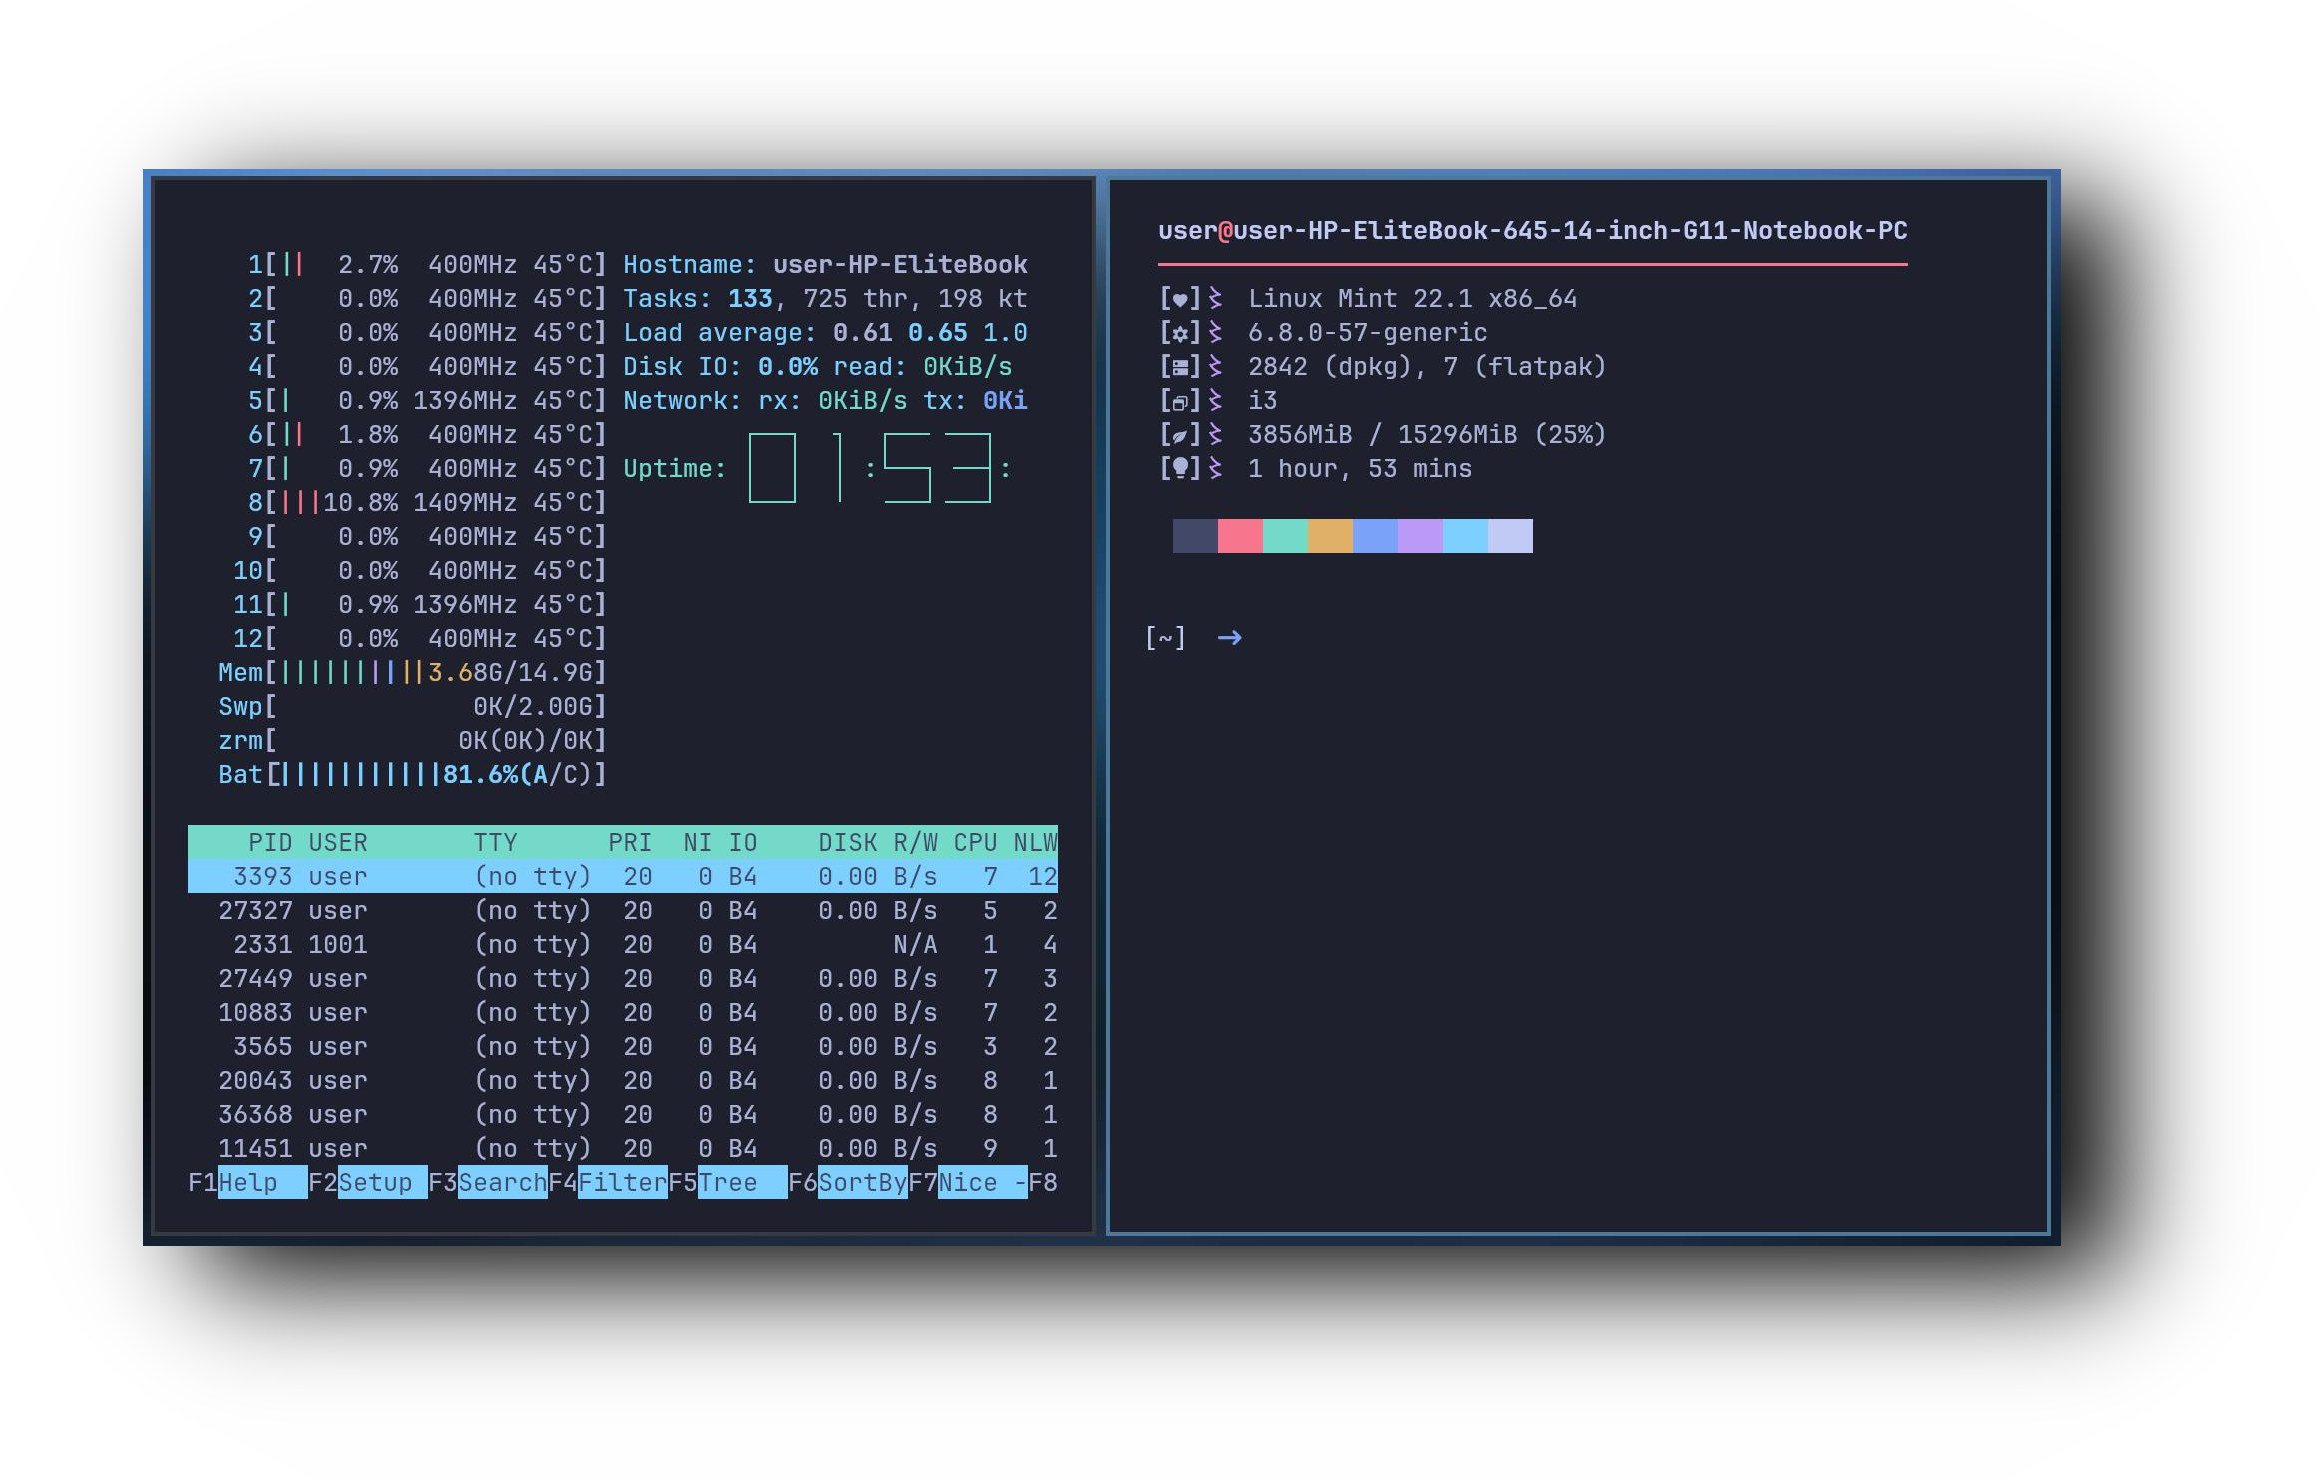 1[|| 2.7% 400MHz 45°C] Hostname: user-HP-EliteBook
2[ 0.0% 400MHz 45°C] Tasks: 133, 725 thr, 198 kt
3[ 0.0% 400MHz 45°C] Load average: 0.61 0.65 1.0
4[ 0.0% 400MHz 45°C] Disk IO: 0.0% read: 0KiB/s
5[| 0.9% 1396MHz 45°C] Network: rx: 0KiB/s tx: 0Ki
6[|| 1.8% 400MHz 45°C]
7[| 0.9% 400MHz 45°C] Uptime: 01:53:
8[|||10.8% 1409MHz 45°C]
9[ 0.0% 400MHz 45°C]
10[ 0.0% 400MHz 45°C]
11[| 0.9% 1396MHz 45°C]
12[ 0.0% 400MHz 45°C]
Mem[||||||||||3.68G/14.9G]
Swp[ 0K/2.00G]
zrm[ 0K(0K)/0K]
Bat[|||||||||||81.6%(A/C)]
PID USER TTY PRI NI IO DISK R/W CPU NLW
3393 user (no tty) 20 0 B4 0.00 B/s 7 12
27327 user (no tty) 20 0 B4 0.00 B/s 5 2
2331 1001 (no tty) 20 0 B4 N/A 1 4
27449 user (no tty) 20 0 B4 0.00 B/s 7 3
10883 user (no tty) 20 0 B4 0.00 B/s 7 2
3565 user (no tty) 20 0 B4 0.00 B/s 3 2
20043 user (no tty) 20 0 B4 0.00 B/s 8 1
36368 user (no tty) 20 0 B4 0.00 B/s 8 1
11451 user (no tty) 20 0 B4 0.00 B/s 9 1
F1Help F2Setup F3SearchF4FilterF5Tree F6SortByF7Nice -F8
user@user-HP-EliteBook-645-14-inch-G11-Notebook-PC
Linux Mint 22.1 x86_64
6.8.0-57-generic
2842 (dpkg), 7 (flatpak)
i3
3856MiB / 15296MiB (25%)
1 hour, 53 mins
[~] →